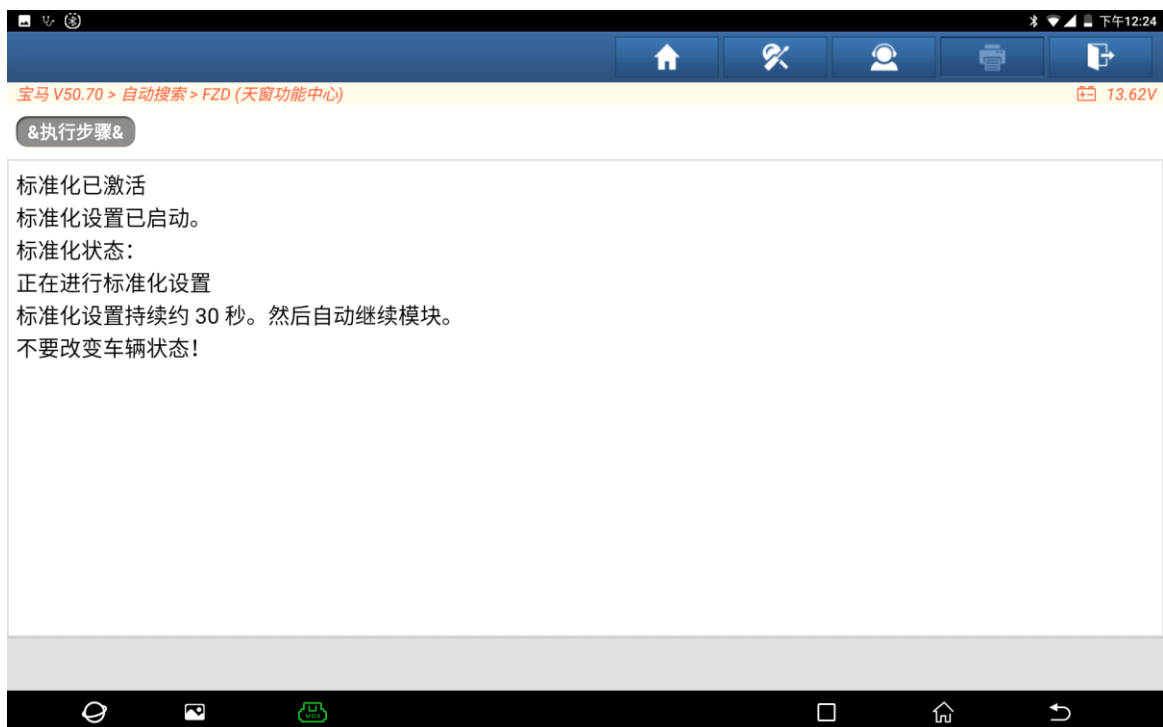 下午12:24
宝马 V50.70 > 自动搜索 > FZD (天窗功能中心)
13.62V
&执行步骤&
标准化已激活
标准化设置已启动。
标准化状态：
正在进行标准化设置
标准化设置持续约 30 秒。然后自动继续模块。
不要改变车辆状态！
VCI